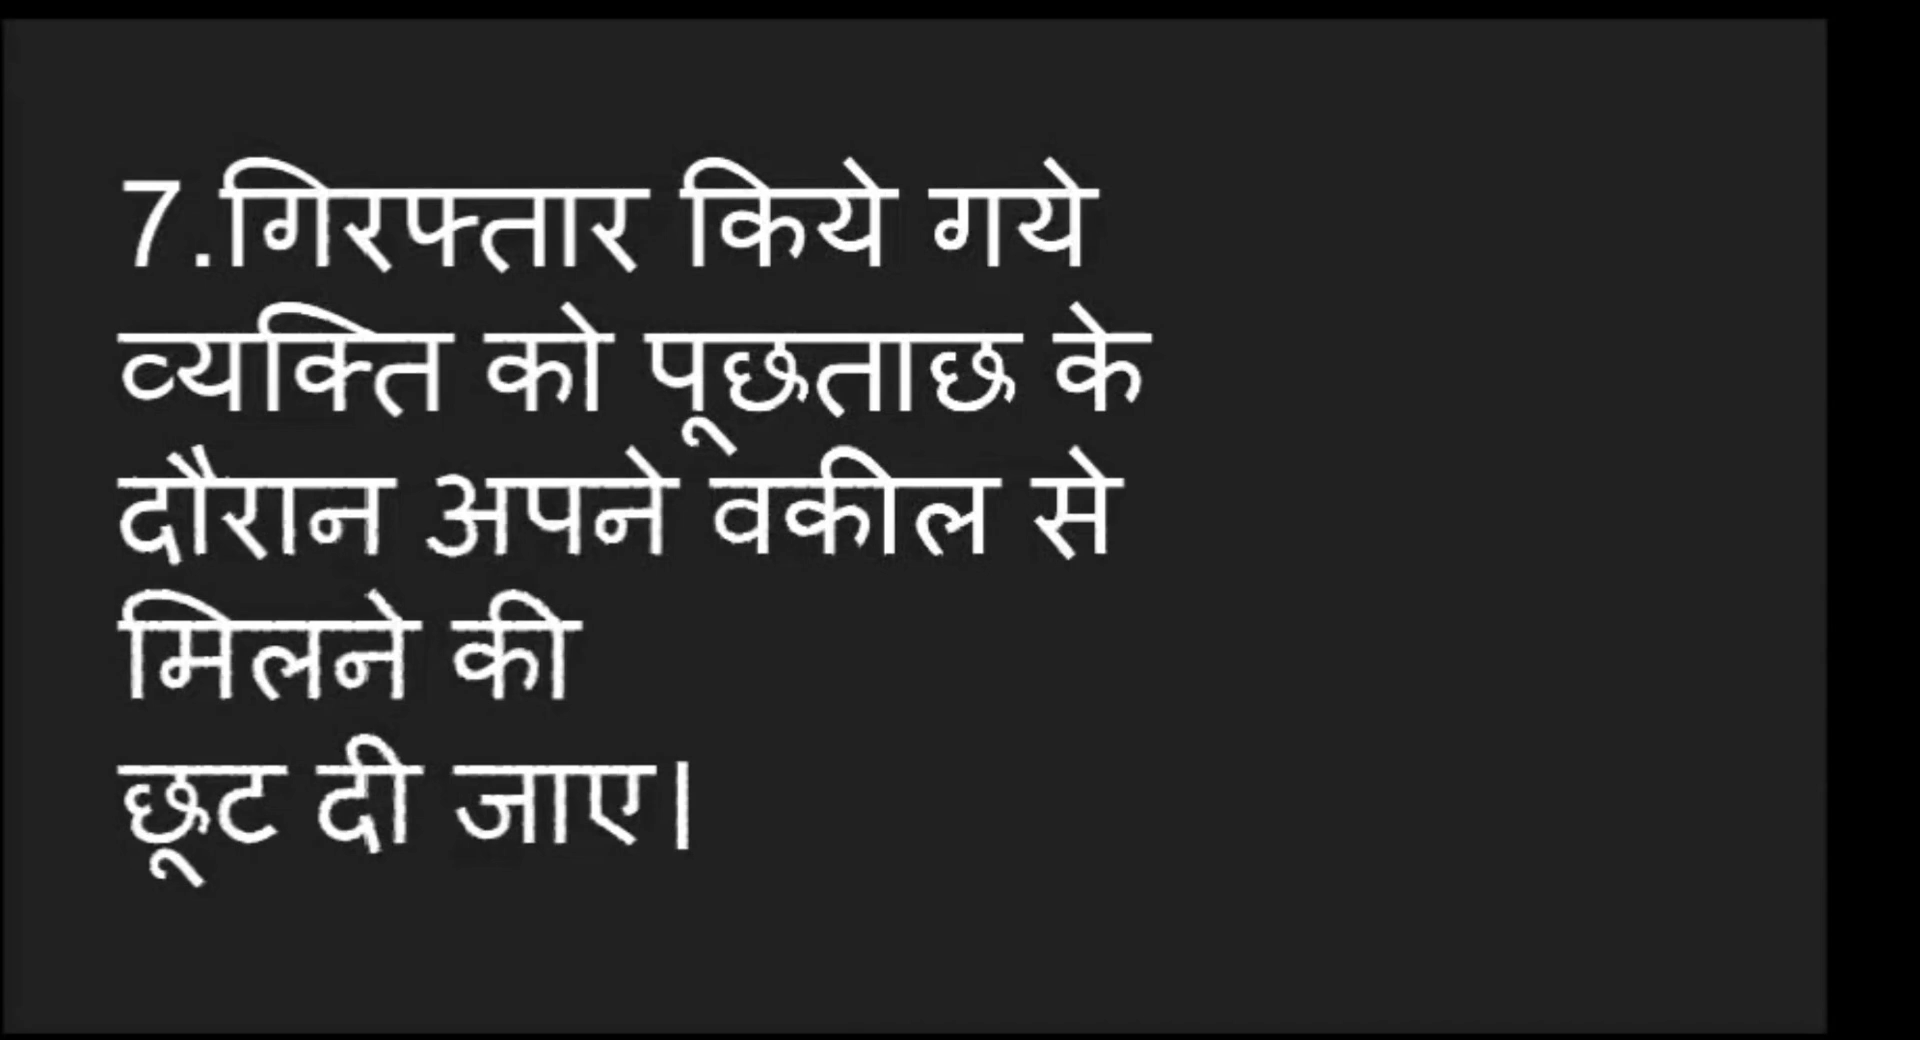 7.गिरफ्तार किये गये
व्यक्ति को पूछताछ के
दौरान अपने वकील से
मिलने की
छूट दी जाए।